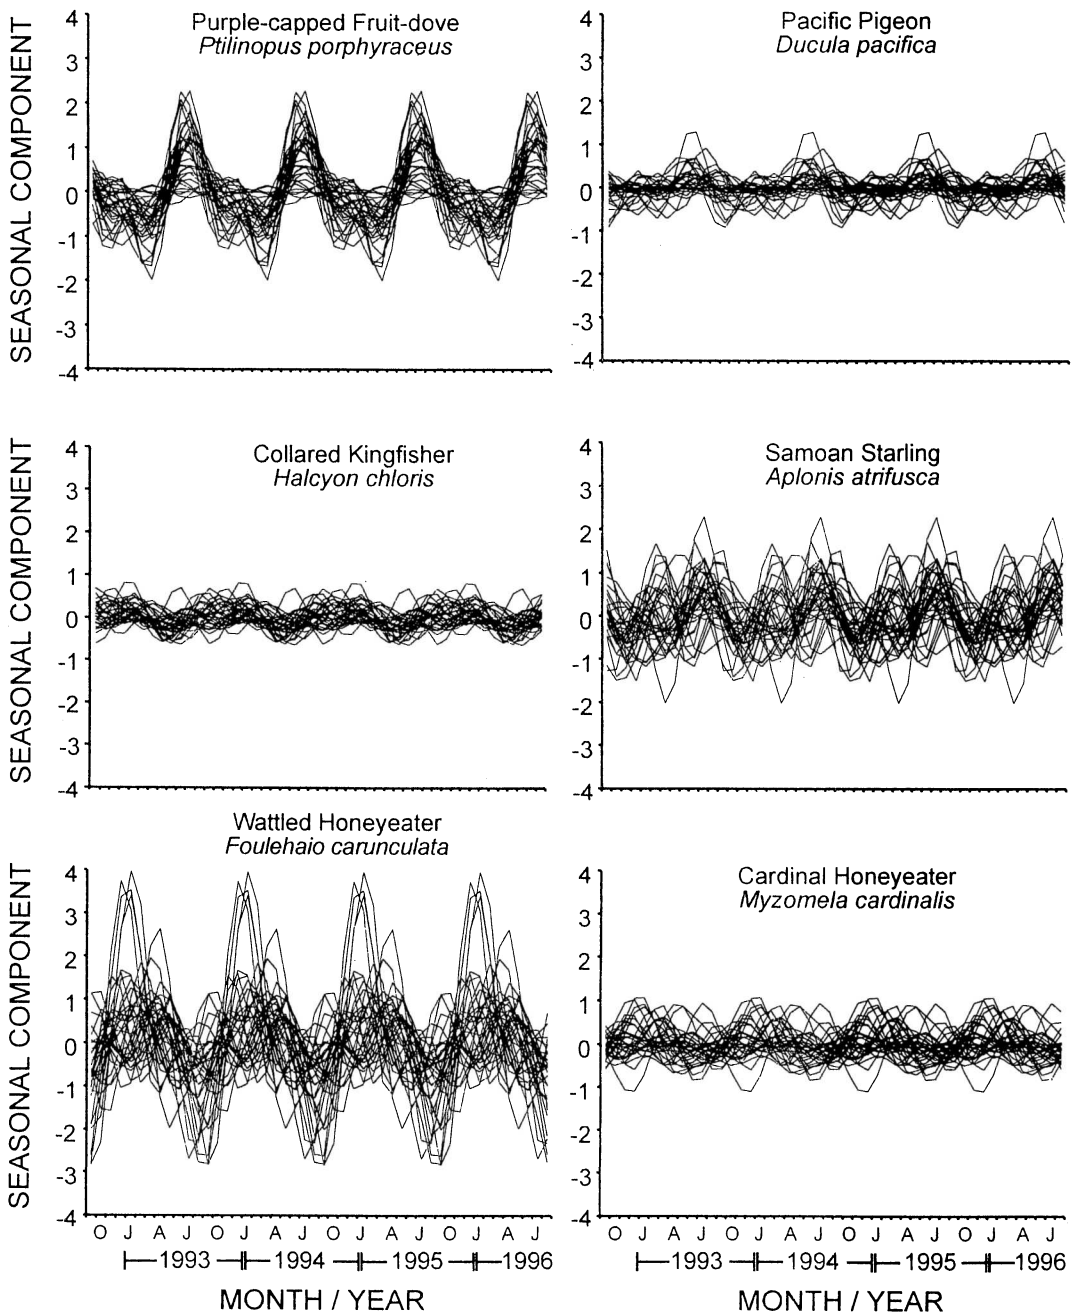 Purple-capped Fruit-dove
Ptilinopus porphyraceus
SEASONAL COMPONENT
4
3
2
1
0
-1
-2
-3
-4
Pacific Pigeon
Ducula pacifica
4
3
2
1
0
-1
-2
-3
-4
Collared Kingfisher
Halcyon chloris
SEASONAL COMPONENT
4
3
2
1
0
-1
-2
-3
-4
Samoan Starling
Aplonis atrifusca
4
3
2
1
0
-1
-2
-3
-4
Wattled Honeyeater
Foulehaio carunculata
SEASONAL COMPONENT
4
3
2
1
0
-1
-2
-3
-4
O J A J O J A J O J A J O J A J
1993 1994 1995 1996
MONTH / YEAR
Cardinal Honeyeater
Myzomela cardinalis
4
3
2
1
0
-1
-2
-3
-4
O J A J O J A J O J A J O J A J
1993 1994 1995 1996
MONTH / YEAR